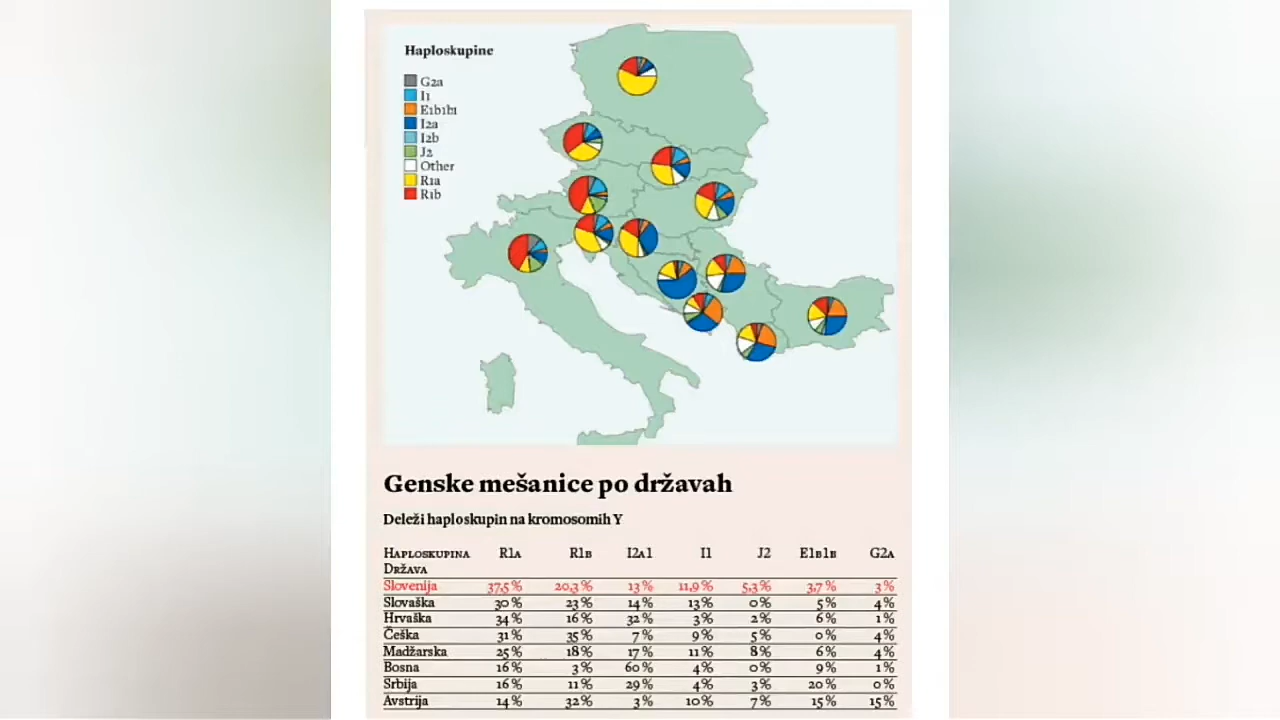 Haploskupine
G2a
I1
E1b1b1
I2a
I2b
J2
Other
R1a
R1b
Genske mešanice po državah
Deleži haploskupin na kromosomih Y
Haploskupina R1a R1b I2a1 I1 J2 E1b1b G2a
Država
Slovenija 37,5 % 20,3 % 13 % 11,9 % 5,3 % 3,7 % 3 %
Slovaška 30 % 23 % 14 % 13 % 0 % 5 % 4 %
Hrvaška 34 % 16 % 32 % 3 % 2 % 6 % 1 %
Češka 31 % 35 % 7 % 9 % 5 % 0 % 4 %
Madžarska 25 % 18 % 17 % 11 % 8 % 6 % 4 %
Bosna 16 % 3 % 60 % 4 % 0 % 9 % 1 %
Srbija 16 % 11 % 29 % 4 % 3 % 20 % 0 %
Avstrija 14 % 32 % 3 % 10 % 7 % 15 % 15 %